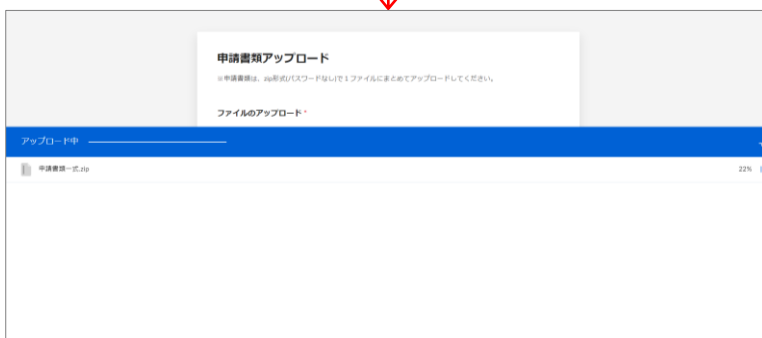 申請書類アップロード
※申請書類は、zip形式(パスワードなし)で１ファイルにまとめてアップロードしてください。
ファイルのアップロード *
アップロード中
申請書類一式.zip
22%